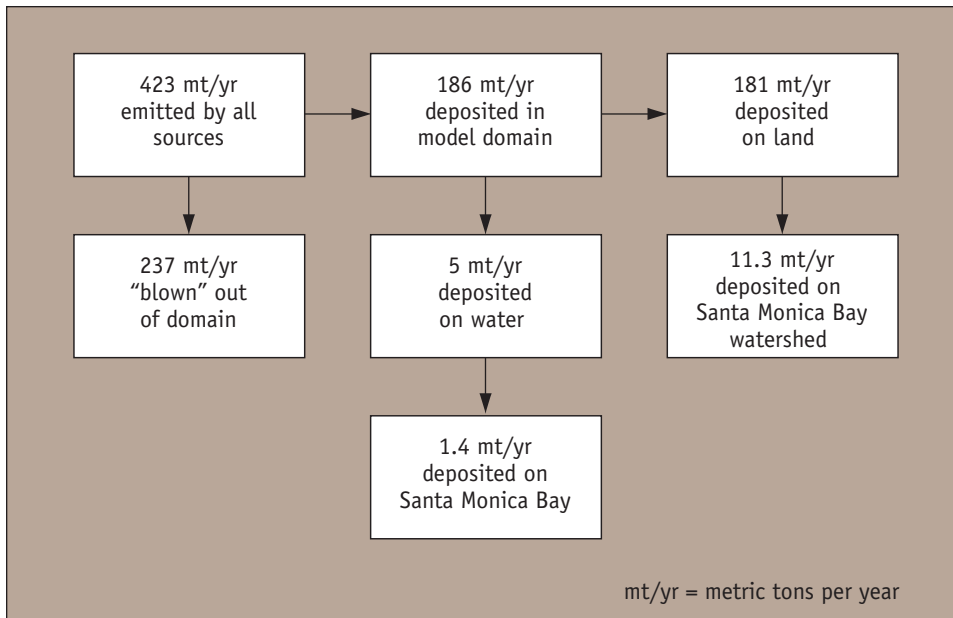 423 mt/yr
emitted by all
sources
186 mt/yr
deposited in
model domain
181 mt/yr
deposited
on land
237 mt/yr
“blown” out
of domain
5 mt/yr
deposited
on water
11.3 mt/yr
deposited on
Santa Monica Bay
watershed
1.4 mt/yr
deposited on
Santa Monica Bay
mt/yr = metric tons per year